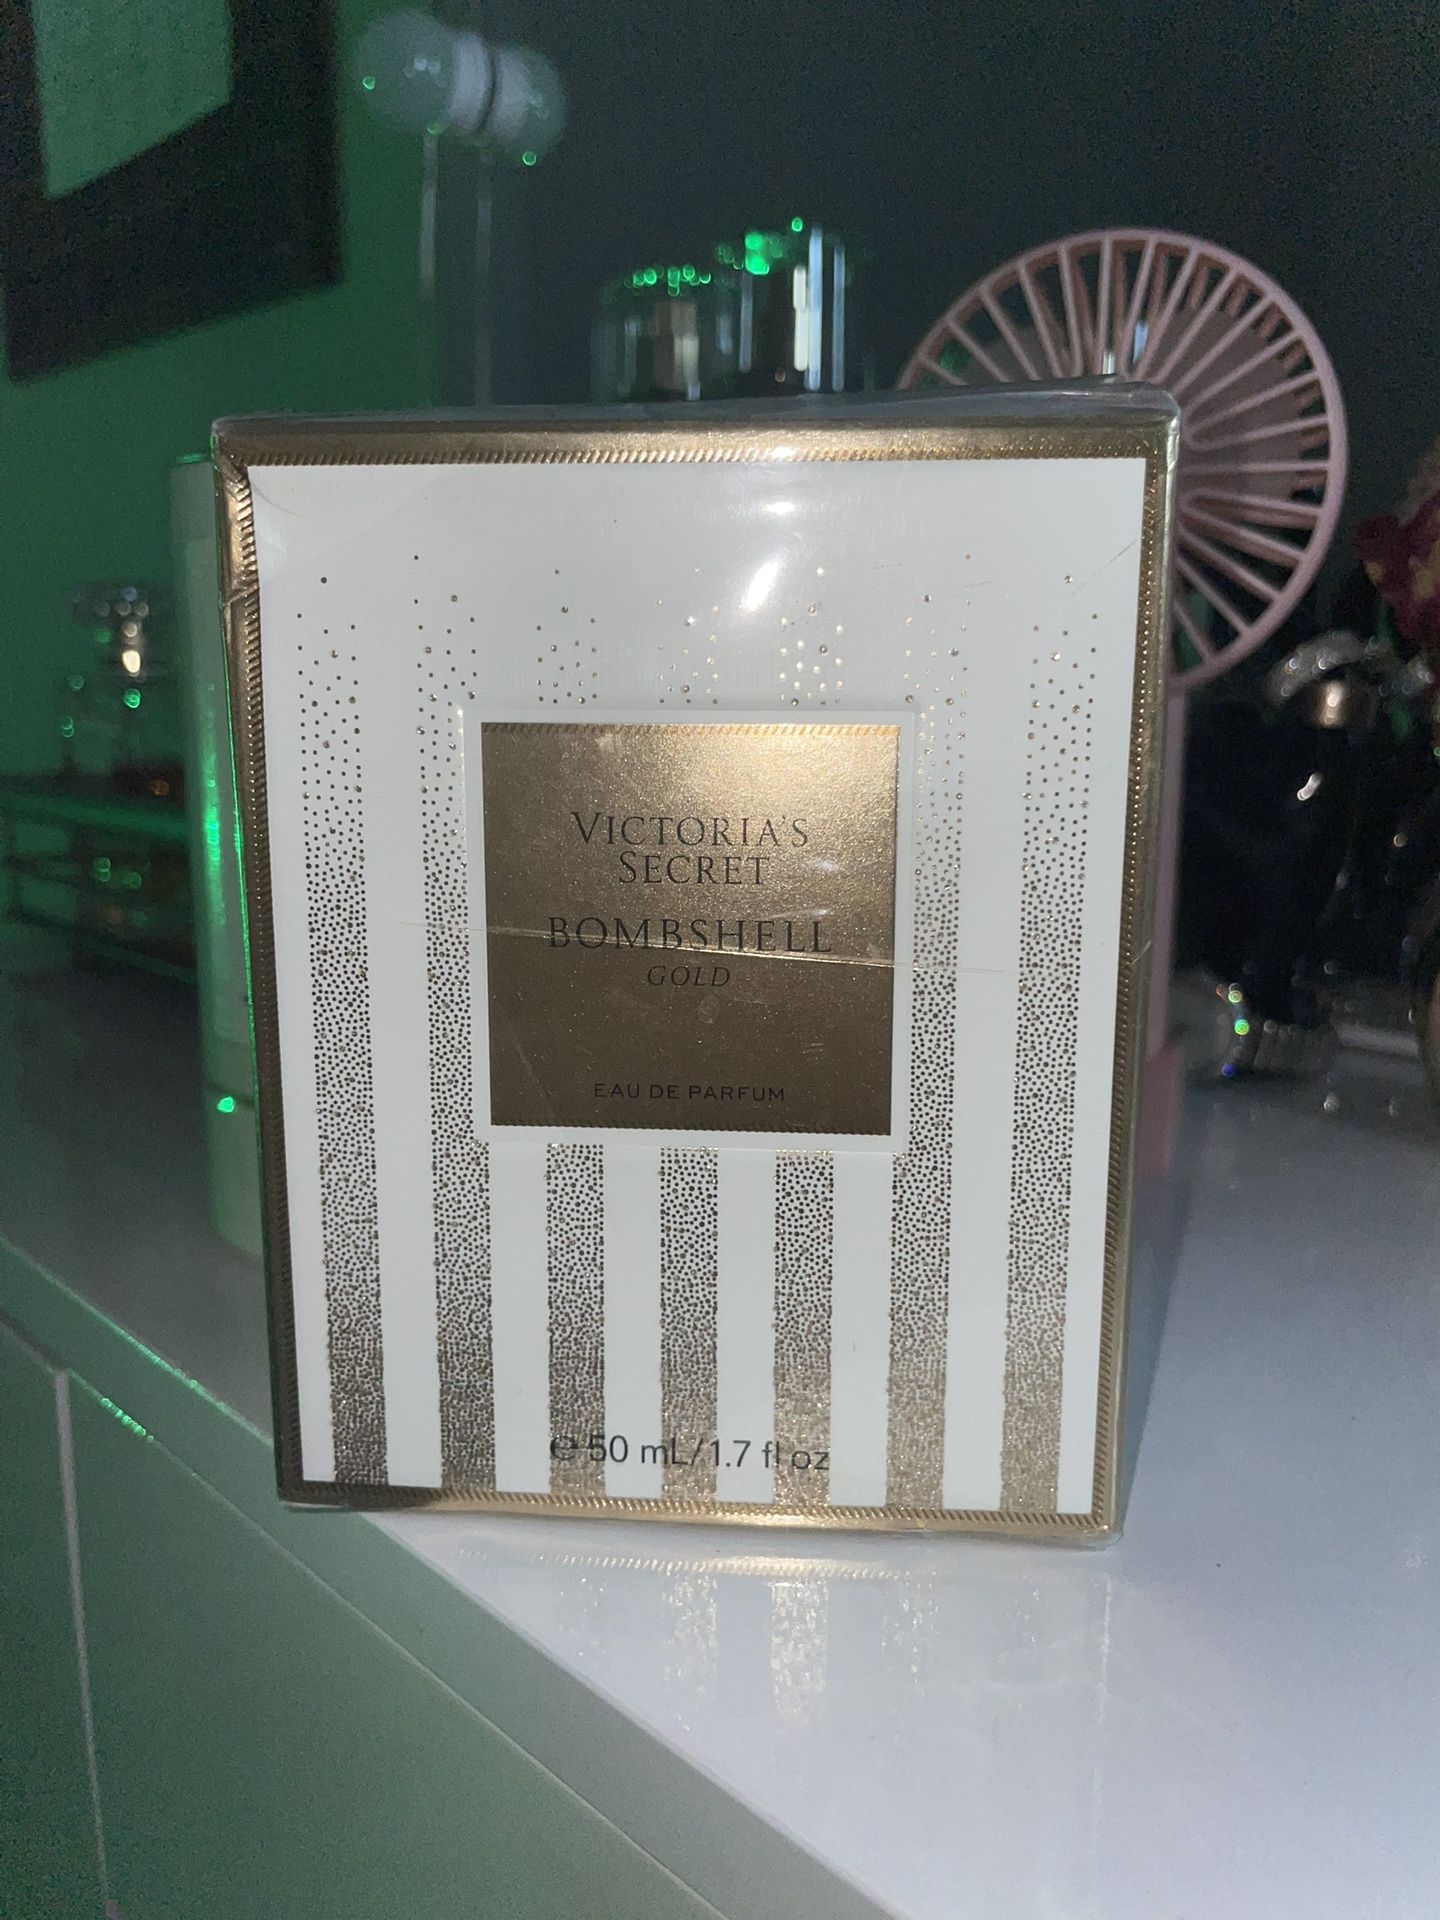 VICTORIA'S
SECRET
BOMBSHELL
GOLD
EAU DE PARFUM
℮ 50 mL/1.7 fl oz